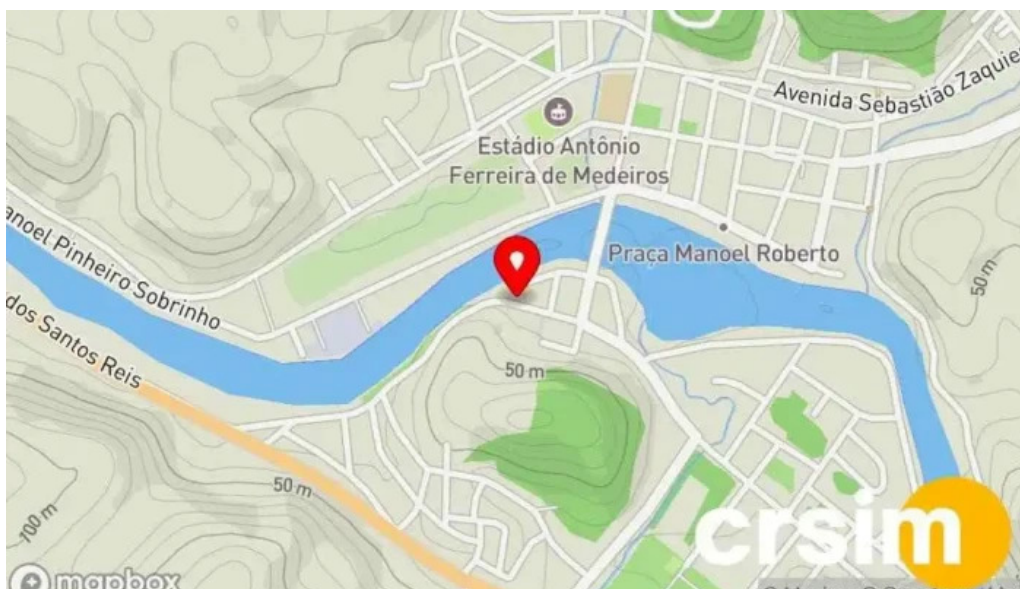 Avenida Sebastião Zaquie
Estádio Antônio
Ferreira de Medeiros
Praça Manoel Roberto
anoel Pinheiro Sobrinho
dos Santos Reis
50 m
50 m
50 m
100 m
crsim
mapbox